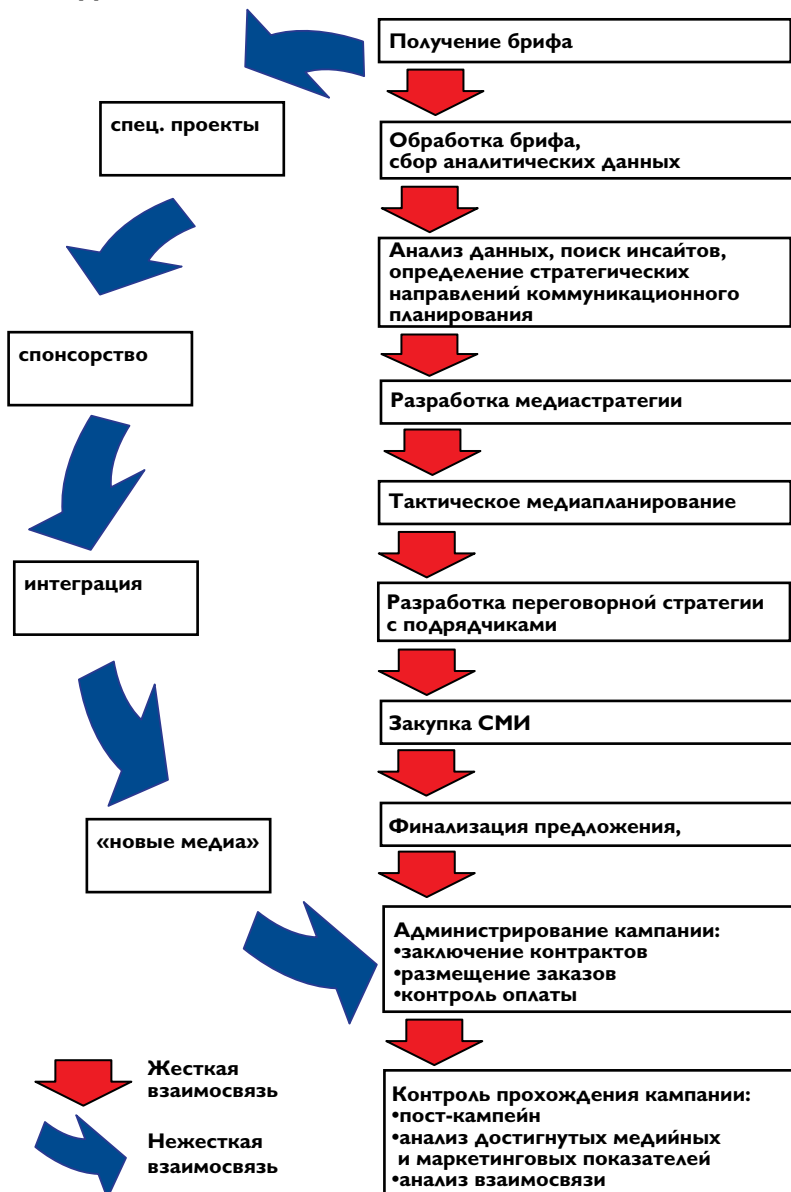 Получение брифа
спец. проекты
Обработка брифа,
сбор аналитических данных
Анализ данных, поиск инсайтов,
определение стратегических
направлений коммуникационного
планирования
спонсорство
Разработка медиастратегии
Тактическое медиапланирование
интеграция
Разработка переговорной стратегии
с подрядчиками
Закупка СМИ
«новые медиа»
Финализация предложения,
Администрирование кампании:
•заключение контрактов
•размещение заказов
•контроль оплаты
Жесткая
взаимосвязь
Нежесткая
взаимосвязь
Контроль прохождения кампании:
•пост-кампейн
•анализ достигнутых медийных
и маркетинговых показателей
•анализ взаимосвязи